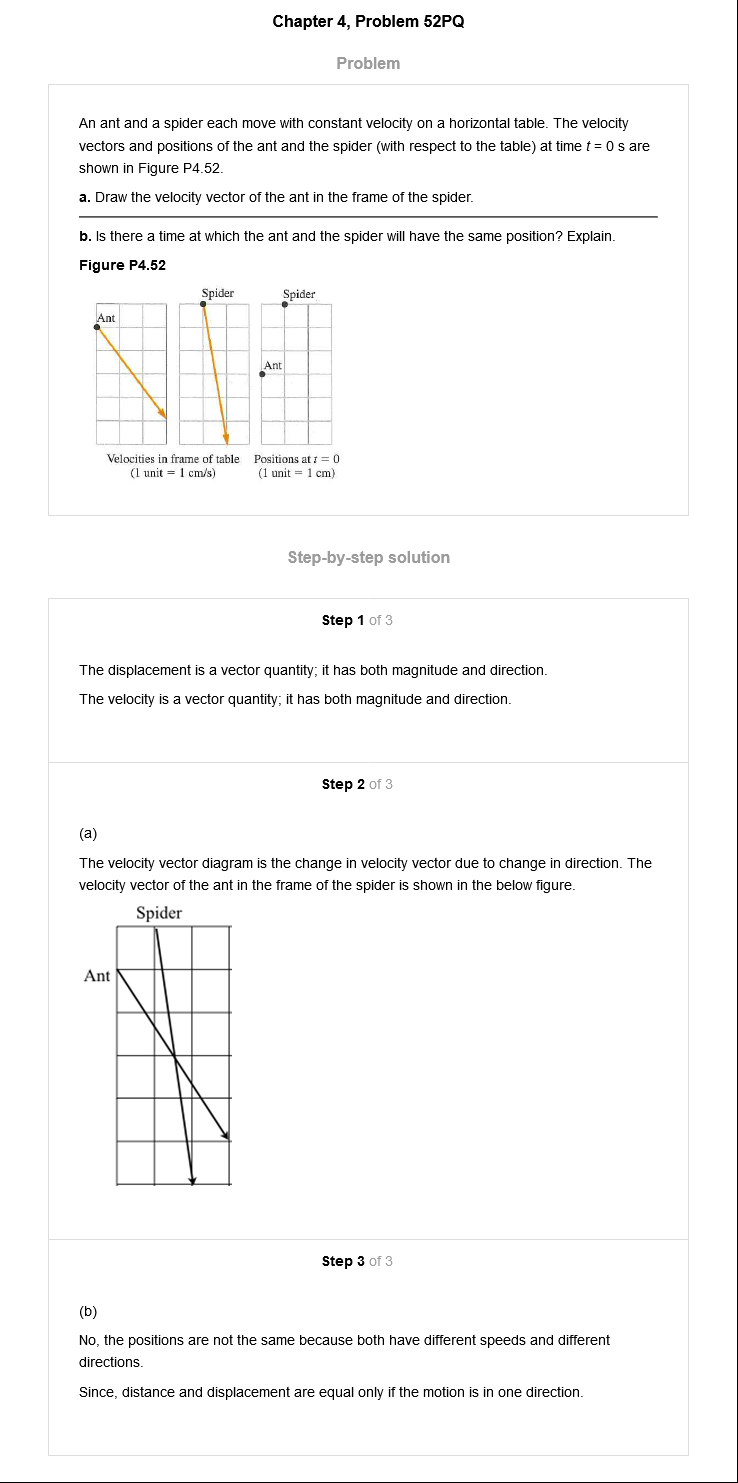 Chapter 4, Problem 52PQ
Problem
An ant and a spider each move with constant velocity on a horizontal table. The velocity
vectors and positions of the ant and the spider (with respect to the table) at time t = 0 s are
shown in Figure P4.52.
a. Draw the velocity vector of the ant in the frame of the spider.
b. Is there a time at which the ant and the spider will have the same position? Explain.
Figure P4.52
Spider
Spider
Ant
Ant
Velocities in frame of table
(1 unit = 1 cm/s)
Positions at t = 0
(1 unit = 1 cm)
Step-by-step solution
Step 1 of 3
The displacement is a vector quantity; it has both magnitude and direction.
The velocity is a vector quantity; it has both magnitude and direction.
Step 2 of 3
(a)
The velocity vector diagram is the change in velocity vector due to change in direction. The
velocity vector of the ant in the frame of the spider is shown in the below figure.
Spider
Ant
Step 3 of 3
(b)
No, the positions are not the same because both have different speeds and different
directions.
Since, distance and displacement are equal only if the motion is in one direction.